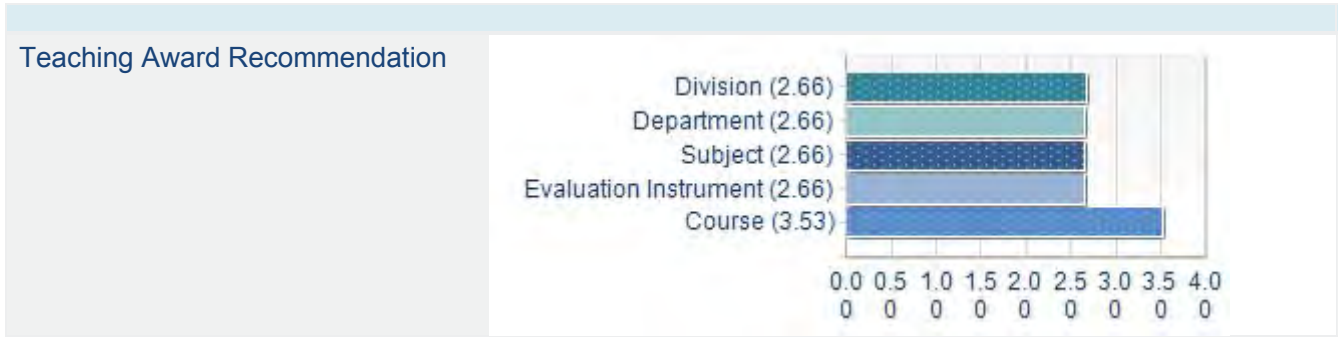 Teaching Award Recommendation
Division (2.66)
Department (2.66)
Subject (2.66)
Evaluation Instrument (2.66)
Course (3.53)
0.0 0.5 1.0 1.5 2.0 2.5 3.0 3.5 4.0
0 0 0 0 0 0 0 0 0